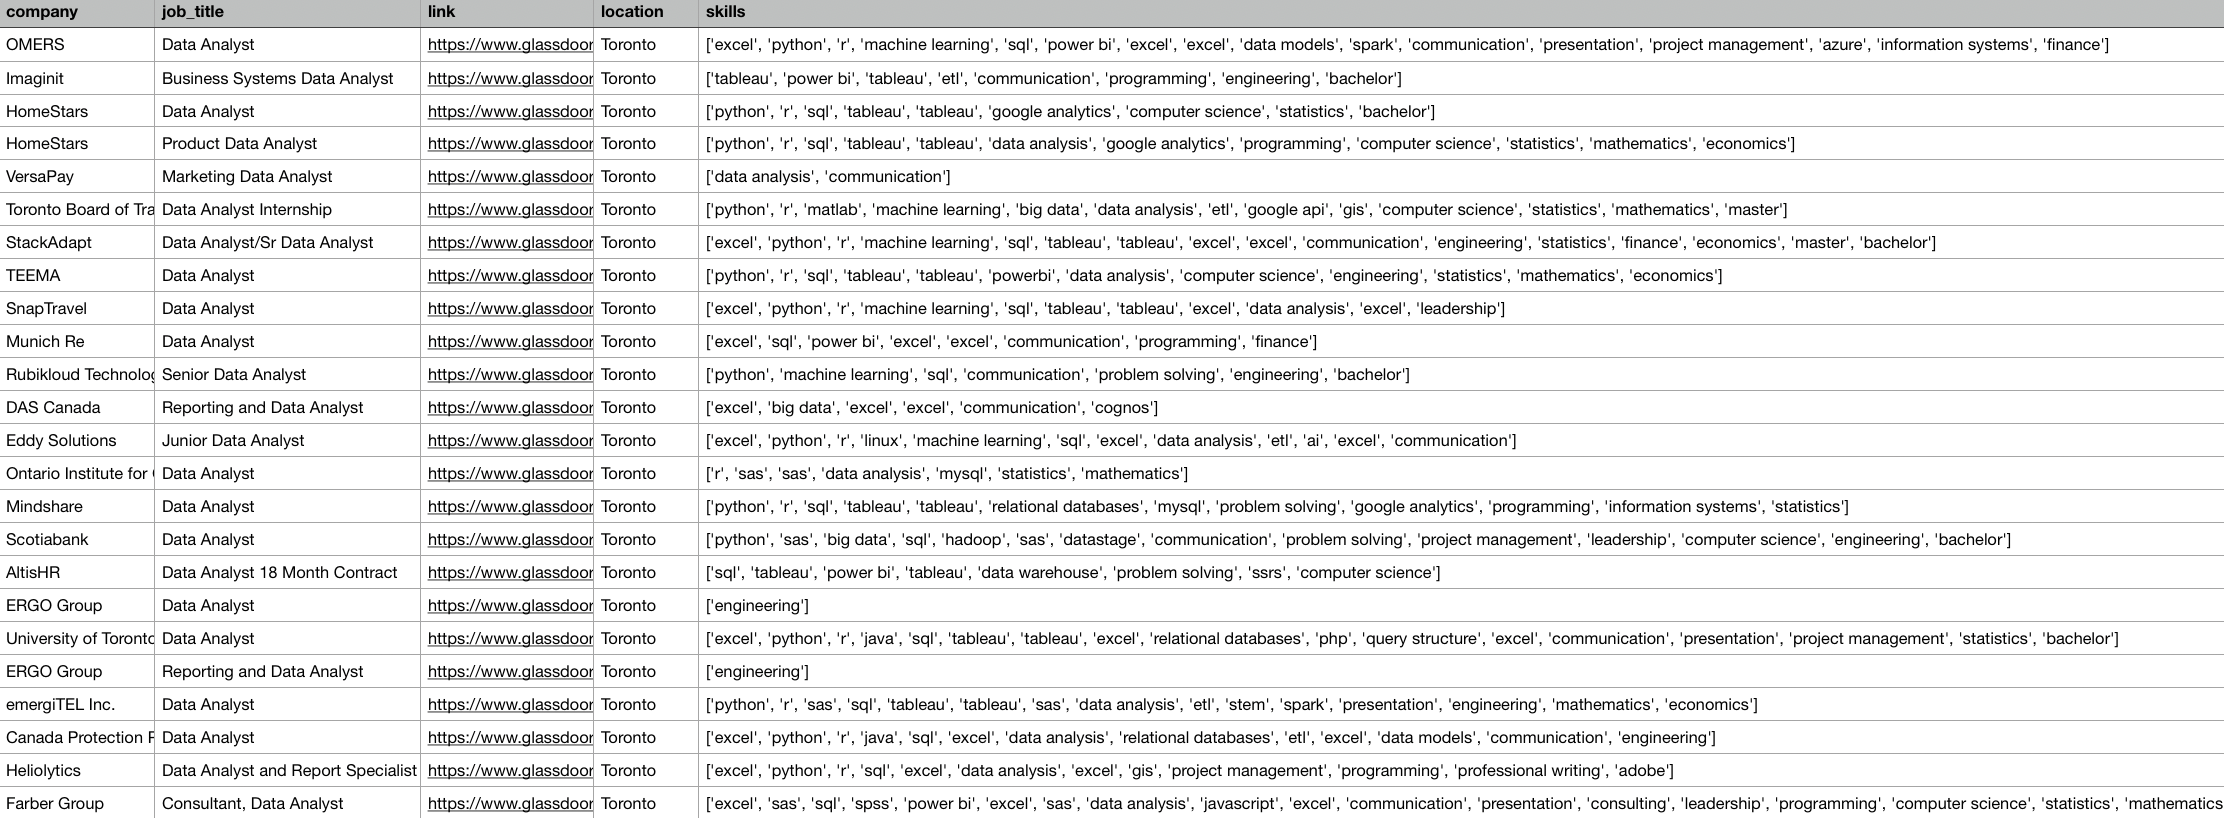 company job_title link location skills
OMERS Data Analyst https://www.glassdoor Toronto ['excel', 'python', 'r', 'machine learning', 'sql', 'power bi', 'excel', 'excel', 'data models', 'spark', 'communication', 'presentation', 'project management', 'azure', 'information systems', 'finance']
Imaginit Business Systems Data Analyst https://www.glassdoor Toronto ['tableau', 'power bi', 'tableau', 'etl', 'communication', 'programming', 'engineering', 'bachelor']
HomeStars Data Analyst https://www.glassdoor Toronto ['python', 'r', 'sql', 'tableau', 'tableau', 'google analytics', 'computer science', 'statistics', 'bachelor']
HomeStars Product Data Analyst https://www.glassdoor Toronto ['python', 'r', 'sql', 'tableau', 'tableau', 'data analysis', 'google analytics', 'programming', 'computer science', 'statistics', 'mathematics', 'economics']
VersaPay Marketing Data Analyst https://www.glassdoor Toronto ['data analysis', 'communication']
Toronto Board of Tra Data Analyst Internship https://www.glassdoor Toronto ['python', 'r', 'matlab', 'machine learning', 'big data', 'data analysis', 'etl', 'google api', 'gis', 'computer science', 'statistics', 'mathematics', 'master']
StackAdapt Data Analyst/Sr Data Analyst https://www.glassdoor Toronto ['excel', 'python', 'r', 'machine learning', 'sql', 'tableau', 'tableau', 'excel', 'excel', 'communication', 'engineering', 'statistics', 'finance', 'economics', 'master', 'bachelor']
TEEMA Data Analyst https://www.glassdoor Toronto ['python', 'r', 'sql', 'tableau', 'tableau', 'powerbi', 'data analysis', 'computer science', 'engineering', 'statistics', 'mathematics', 'economics']
SnapTravel Data Analyst https://www.glassdoor Toronto ['excel', 'python', 'r', 'machine learning', 'sql', 'tableau', 'tableau', 'excel', 'data analysis', 'excel', 'leadership']
Munich Re Data Analyst https://www.glassdoor Toronto ['excel', 'sql', 'power bi', 'excel', 'excel', 'communication', 'programming', 'finance']
Rubikloud Technolog Senior Data Analyst https://www.glassdoor Toronto ['python', 'machine learning', 'sql', 'communication', 'problem solving', 'engineering', 'bachelor']
DAS Canada Reporting and Data Analyst https://www.glassdoor Toronto ['excel', 'big data', 'excel', 'excel', 'communication', 'cognos']
Eddy Solutions Junior Data Analyst https://www.glassdoor Toronto ['excel', 'python', 'r', 'linux', 'machine learning', 'sql', 'excel', 'data analysis', 'etl', 'ai', 'excel', 'communication']
Ontario Institute for Data Analyst https://www.glassdoor Toronto ['r', 'sas', 'sas', 'data analysis', 'mysql', 'statistics', 'mathematics']
Mindshare Data Analyst https://www.glassdoor Toronto ['python', 'r', 'sql', 'tableau', 'tableau', 'relational databases', 'mysql', 'problem solving', 'google analytics', 'programming', 'information systems', 'statistics']
Scotiabank Data Analyst https://www.glassdoor Toronto ['python', 'sas', 'big data', 'sql', 'hadoop', 'sas', 'datastage', 'communication', 'problem solving', 'project management', 'leadership', 'computer science', 'engineering', 'bachelor']
AltisHR Data Analyst 18 Month Contract https://www.glassdoor Toronto ['sql', 'tableau', 'power bi', 'tableau', 'data warehouse', 'problem solving', 'ssrs', 'computer science']
ERGO Group Data Analyst https://www.glassdoor Toronto ['engineering']
University of Toronto Data Analyst https://www.glassdoor Toronto ['excel', 'python', 'r', 'java', 'sql', 'tableau', 'tableau', 'excel', 'relational databases', 'php', 'query structure', 'excel', 'communication', 'presentation', 'project management', 'statistics', 'bachelor']
ERGO Group Reporting and Data Analyst https://www.glassdoor Toronto ['engineering']
emergiTEL Inc. Data Analyst https://www.glassdoor Toronto ['python', 'r', 'sas', 'sql', 'tableau', 'tableau', 'sas', 'data analysis', 'etl', 'stem', 'spark', 'presentation', 'engineering', 'mathematics', 'economics']
Canada Protection P Data Analyst https://www.glassdoor Toronto ['excel', 'python', 'r', 'java', 'sql', 'excel', 'data analysis', 'relational databases', 'etl', 'excel', 'data models', 'communication', 'engineering']
Heliolytics Data Analyst and Report Specialist https://www.glassdoor Toronto ['excel', 'python', 'r', 'sql', 'excel', 'data analysis', 'excel', 'gis', 'project management', 'programming', 'professional writing', 'adobe']
Farber Group Consultant, Data Analyst https://www.glassdoor Toronto ['excel', 'sas', 'sql', 'spss', 'power bi', 'excel', 'sas', 'data analysis', 'javascript', 'excel', 'communication', 'presentation', 'consulting', 'leadership', 'programming', 'computer science', 'statistics', 'mathematics